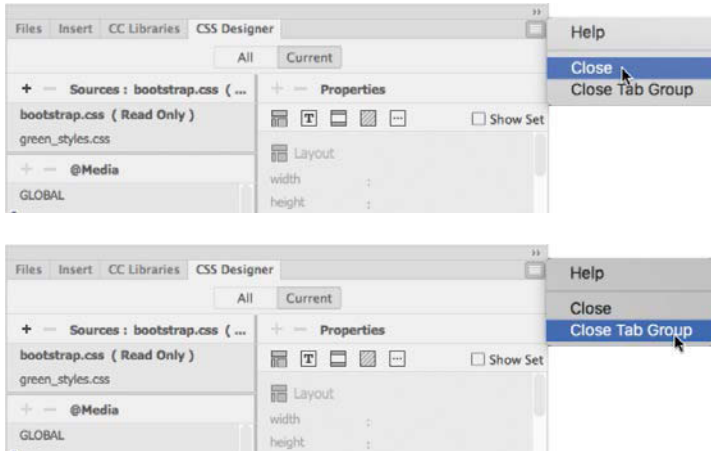 Files Insert CC Libraries CSS Designer
Help
All Current
Close
Close Tab Group
+ — Sources : bootstrap.css ( ... + — Properties
bootstrap.css ( Read Only )
T Show Set
green_styles.css
Layout
+ — @Media
width :
GLOBAL
height :
Files Insert CC Libraries CSS Designer
Help
All Current
Close
Close Tab Group
+ — Sources : bootstrap.css ( ... + — Properties
bootstrap.css ( Read Only )
T Show Set
green_styles.css
Layout
+ — @Media
width :
GLOBAL
height :